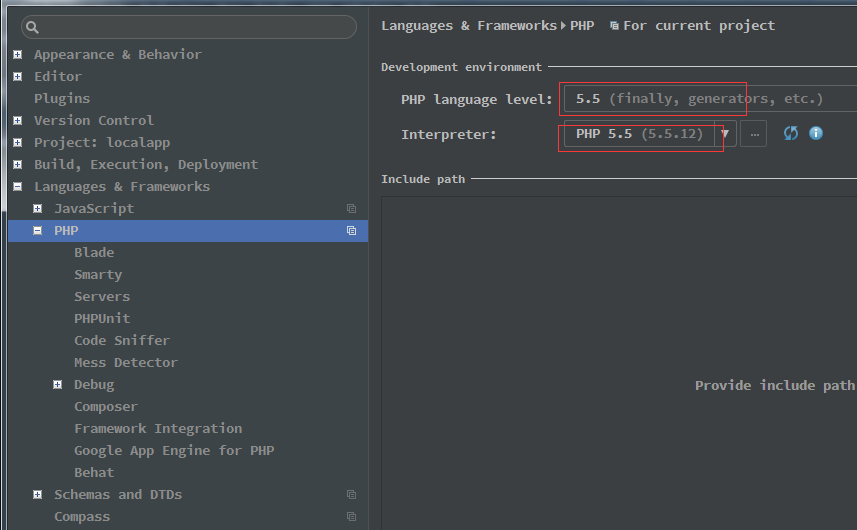 Languages & Frameworks PHP For current project
Appearance & Behavior
Editor
Plugins
Version Control
Project: localapp
Build, Execution, Deployment
Languages & Frameworks
JavaScript
PHP
Blade
Smarty
Servers
PHPUnit
Code Sniffer
Mess Detector
Debug
Composer
Framework Integration
Google App Engine for PHP
Behat
Schemas and DTDs
Compass
Development environment
PHP language level: 5.5 (finally, generators, etc.)
Interpreter: PHP 5.5 (5.5.12) ...
Include path
Provide include path